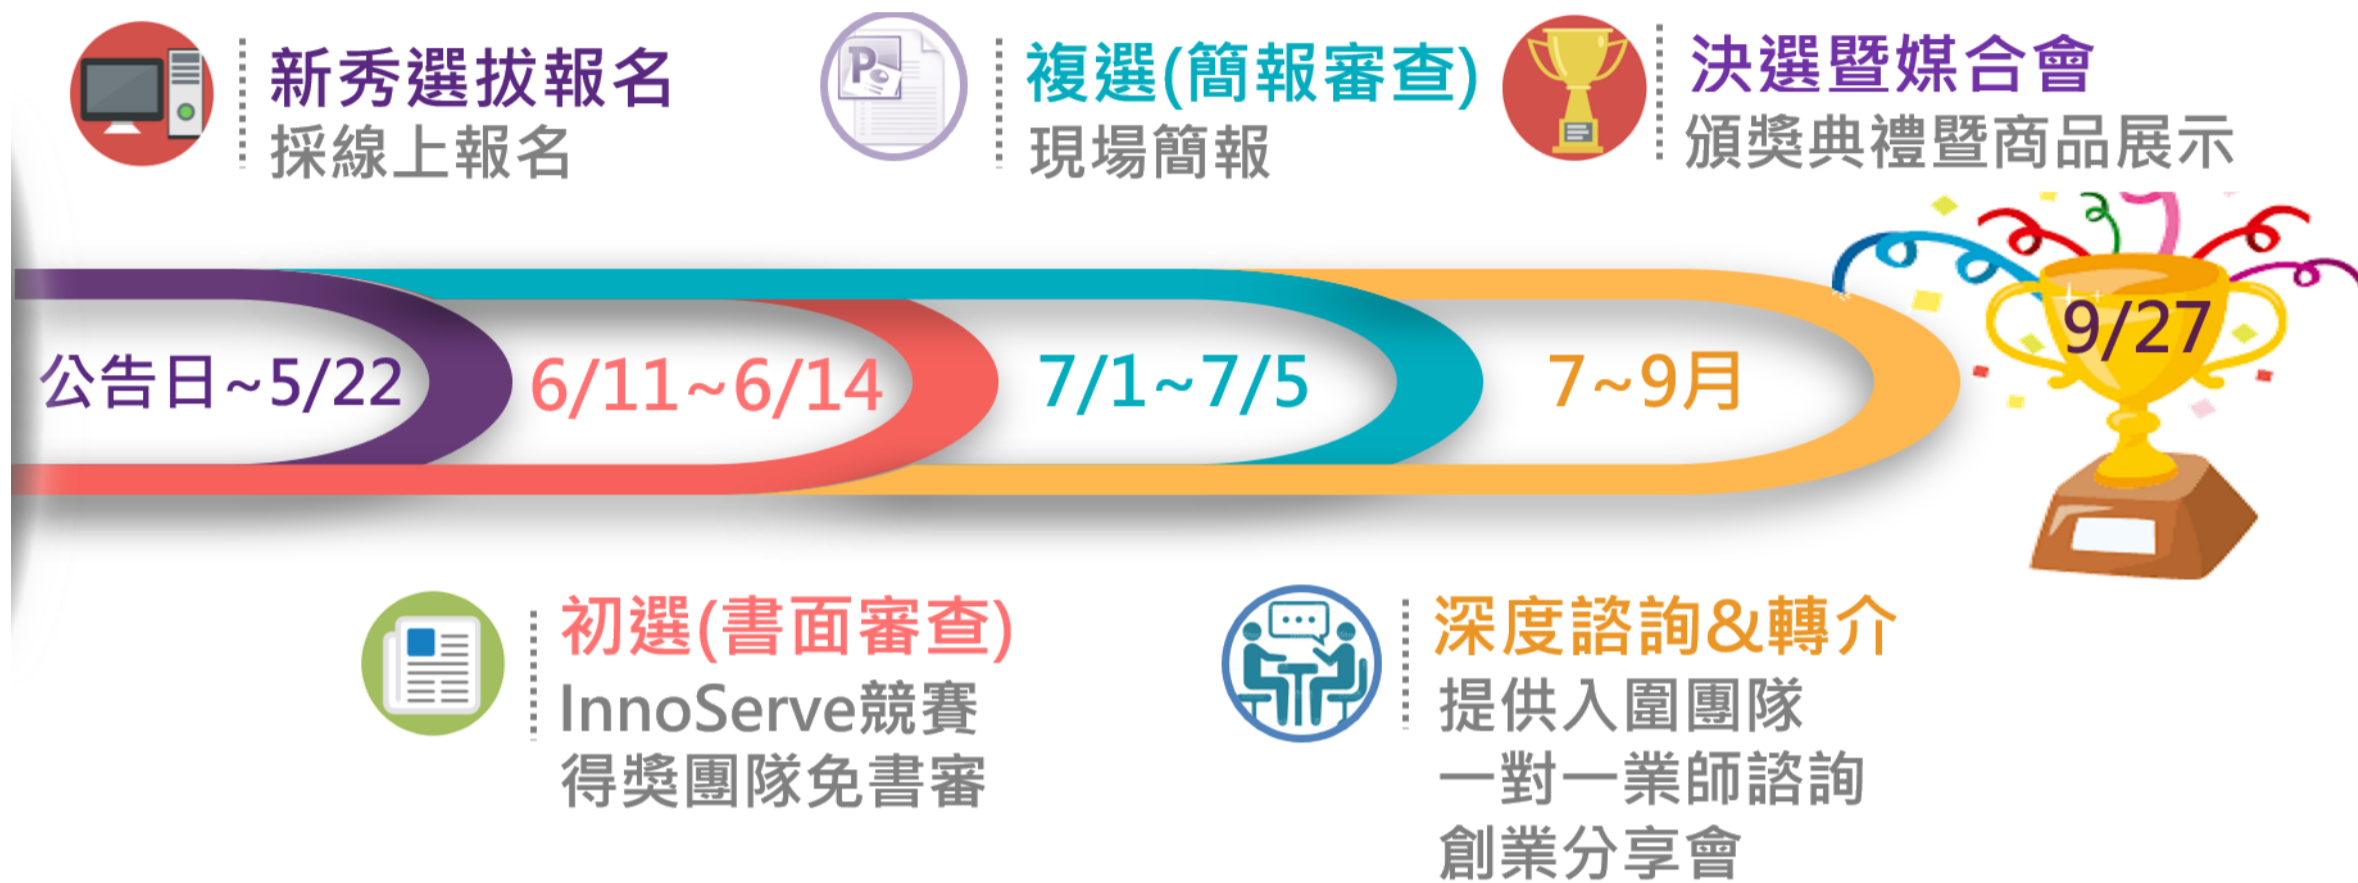 新秀選拔報名
採線上報名
複選(簡報審查)
現場簡報
決選暨媒合會
頒獎典禮暨商品展示
公告日~5/22
6/11~6/14
7/1~7/5
7~9月
9/27
初選(書面審查)
InnoServe競賽
得獎團隊免書審
深度諮詢&轉介
提供入圍團隊
一對一業師諮詢
創業分享會